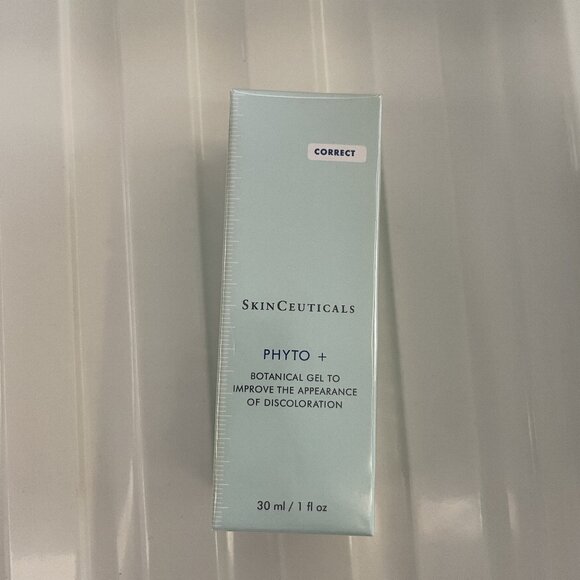 CORRECT
SKINCEUTICALS
PHYTO +
BOTANICAL GEL TO
IMPROVE THE APPEARANCE
OF DISCOLORATION
30 ml / 1 fl oz